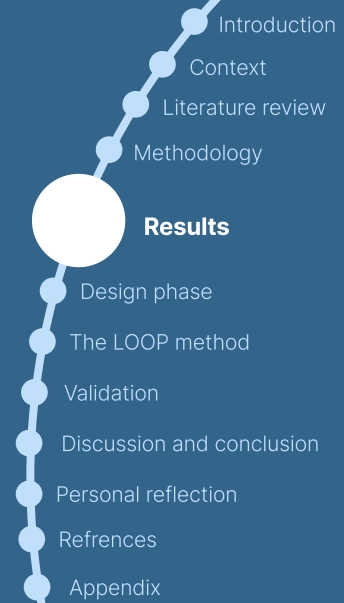 Introduction
Context
Literature review
Methodology
Results
Design phase
The LOOP method
Validation
Discussion and conclusion
Personal reflection
Refrences
Appendix